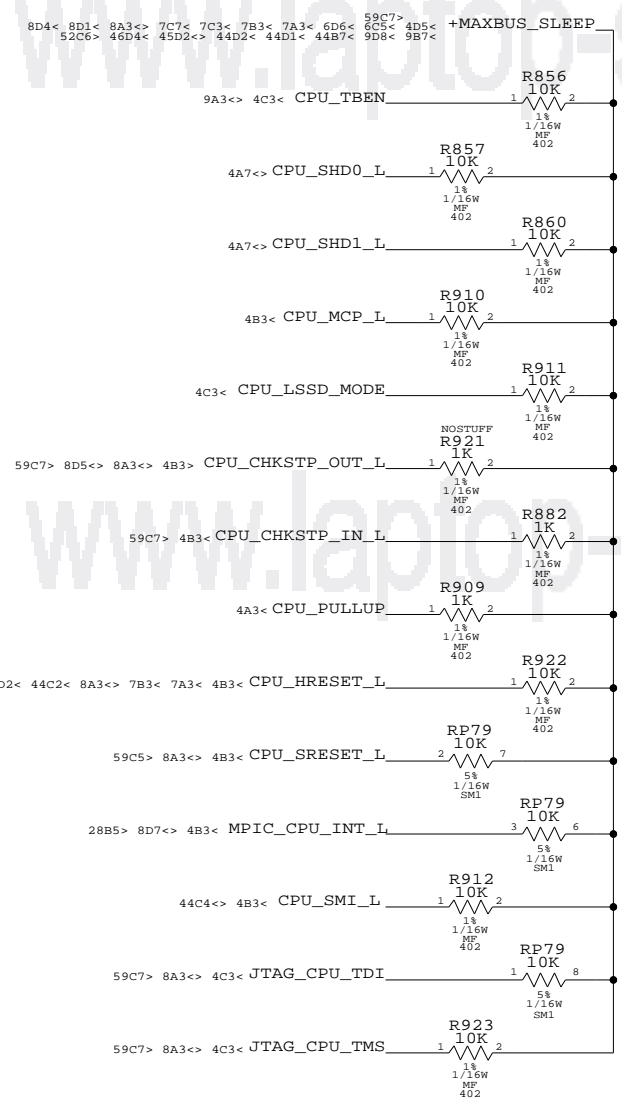 www.laptop-s
59C7>
8D4< 8D1< 8A3<> 7C7< 7C3< 7B3< 7A3< 6D6< 6C5< 4D5< +MAXBUS_SLEEP
52C6> 46D4< 45D2<> 44D2< 44D1< 44B7< 9D8< 9B7<
R856
10K
9A3<> 4C3< CPU_TBEN 1 2
1%
1/16W
MF
402
R857
10K
4A7<> CPU_SHD0_L 1 2
1%
1/16W
MF
402
R860
10K
4A7<> CPU_SHD1_L 1 2
1%
1/16W
MF
402
R910
10K
4B3< CPU_MCP_L 1 2
1%
1/16W
MF
402
R911
10K
4C3< CPU_LSSD_MODE 1 2
1%
1/16W
MF
402
NOSTUFF
R921
1K
59C7> 8D5<> 8A3<> 4B3> CPU_CHKSTP_OUT_L 1 2
1%
1/16W
MF
402
www.laptop-
R882
1K
59C7> 4B3< CPU_CHKSTP_IN_L 1 2
1%
1/16W
MF
402
R909
1K
4A3< CPU_PULLUP 1 2
1%
1/16W
MF
402
R922
10K
D2< 44C2< 8A3<> 7B3< 7A3< 4B3< CPU_HRESET_L 1 2
1%
1/16W
MF
402
RP79
10K
59C5> 8A3<> 4B3< CPU_SRESET_L 2 7
5%
1/16W
SM1
RP79
10K
28B5> 8D7<> 4B3< MPIC_CPU_INT_L 3 6
5%
1/16W
SM1
R912
10K
44C4<> 4B3< CPU_SMI_L 1 2
1%
1/16W
MF
402
RP79
10K
59C7> 8A3<> 4C3< JTAG_CPU_TDI 1 8
5%
1/16W
SM1
R923
10K
59C7> 8A3<> 4C3< JTAG_CPU_TMS 1 2
1%
1/16W
MF
402